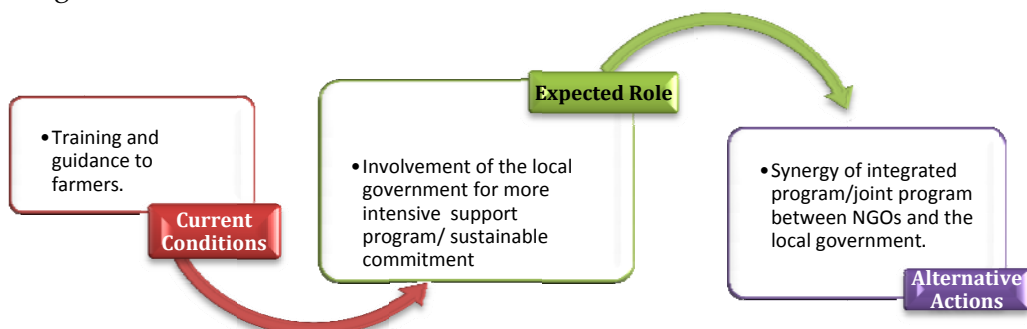 •Training and
guidance to
farmers.
Current
Conditions
Expected Role
•Involvement of the local
government for more
intensive support
program/ sustainable
commitment
•Synergy of integrated
program/joint program
between NGOs and the
local government.
Alternative
Actions